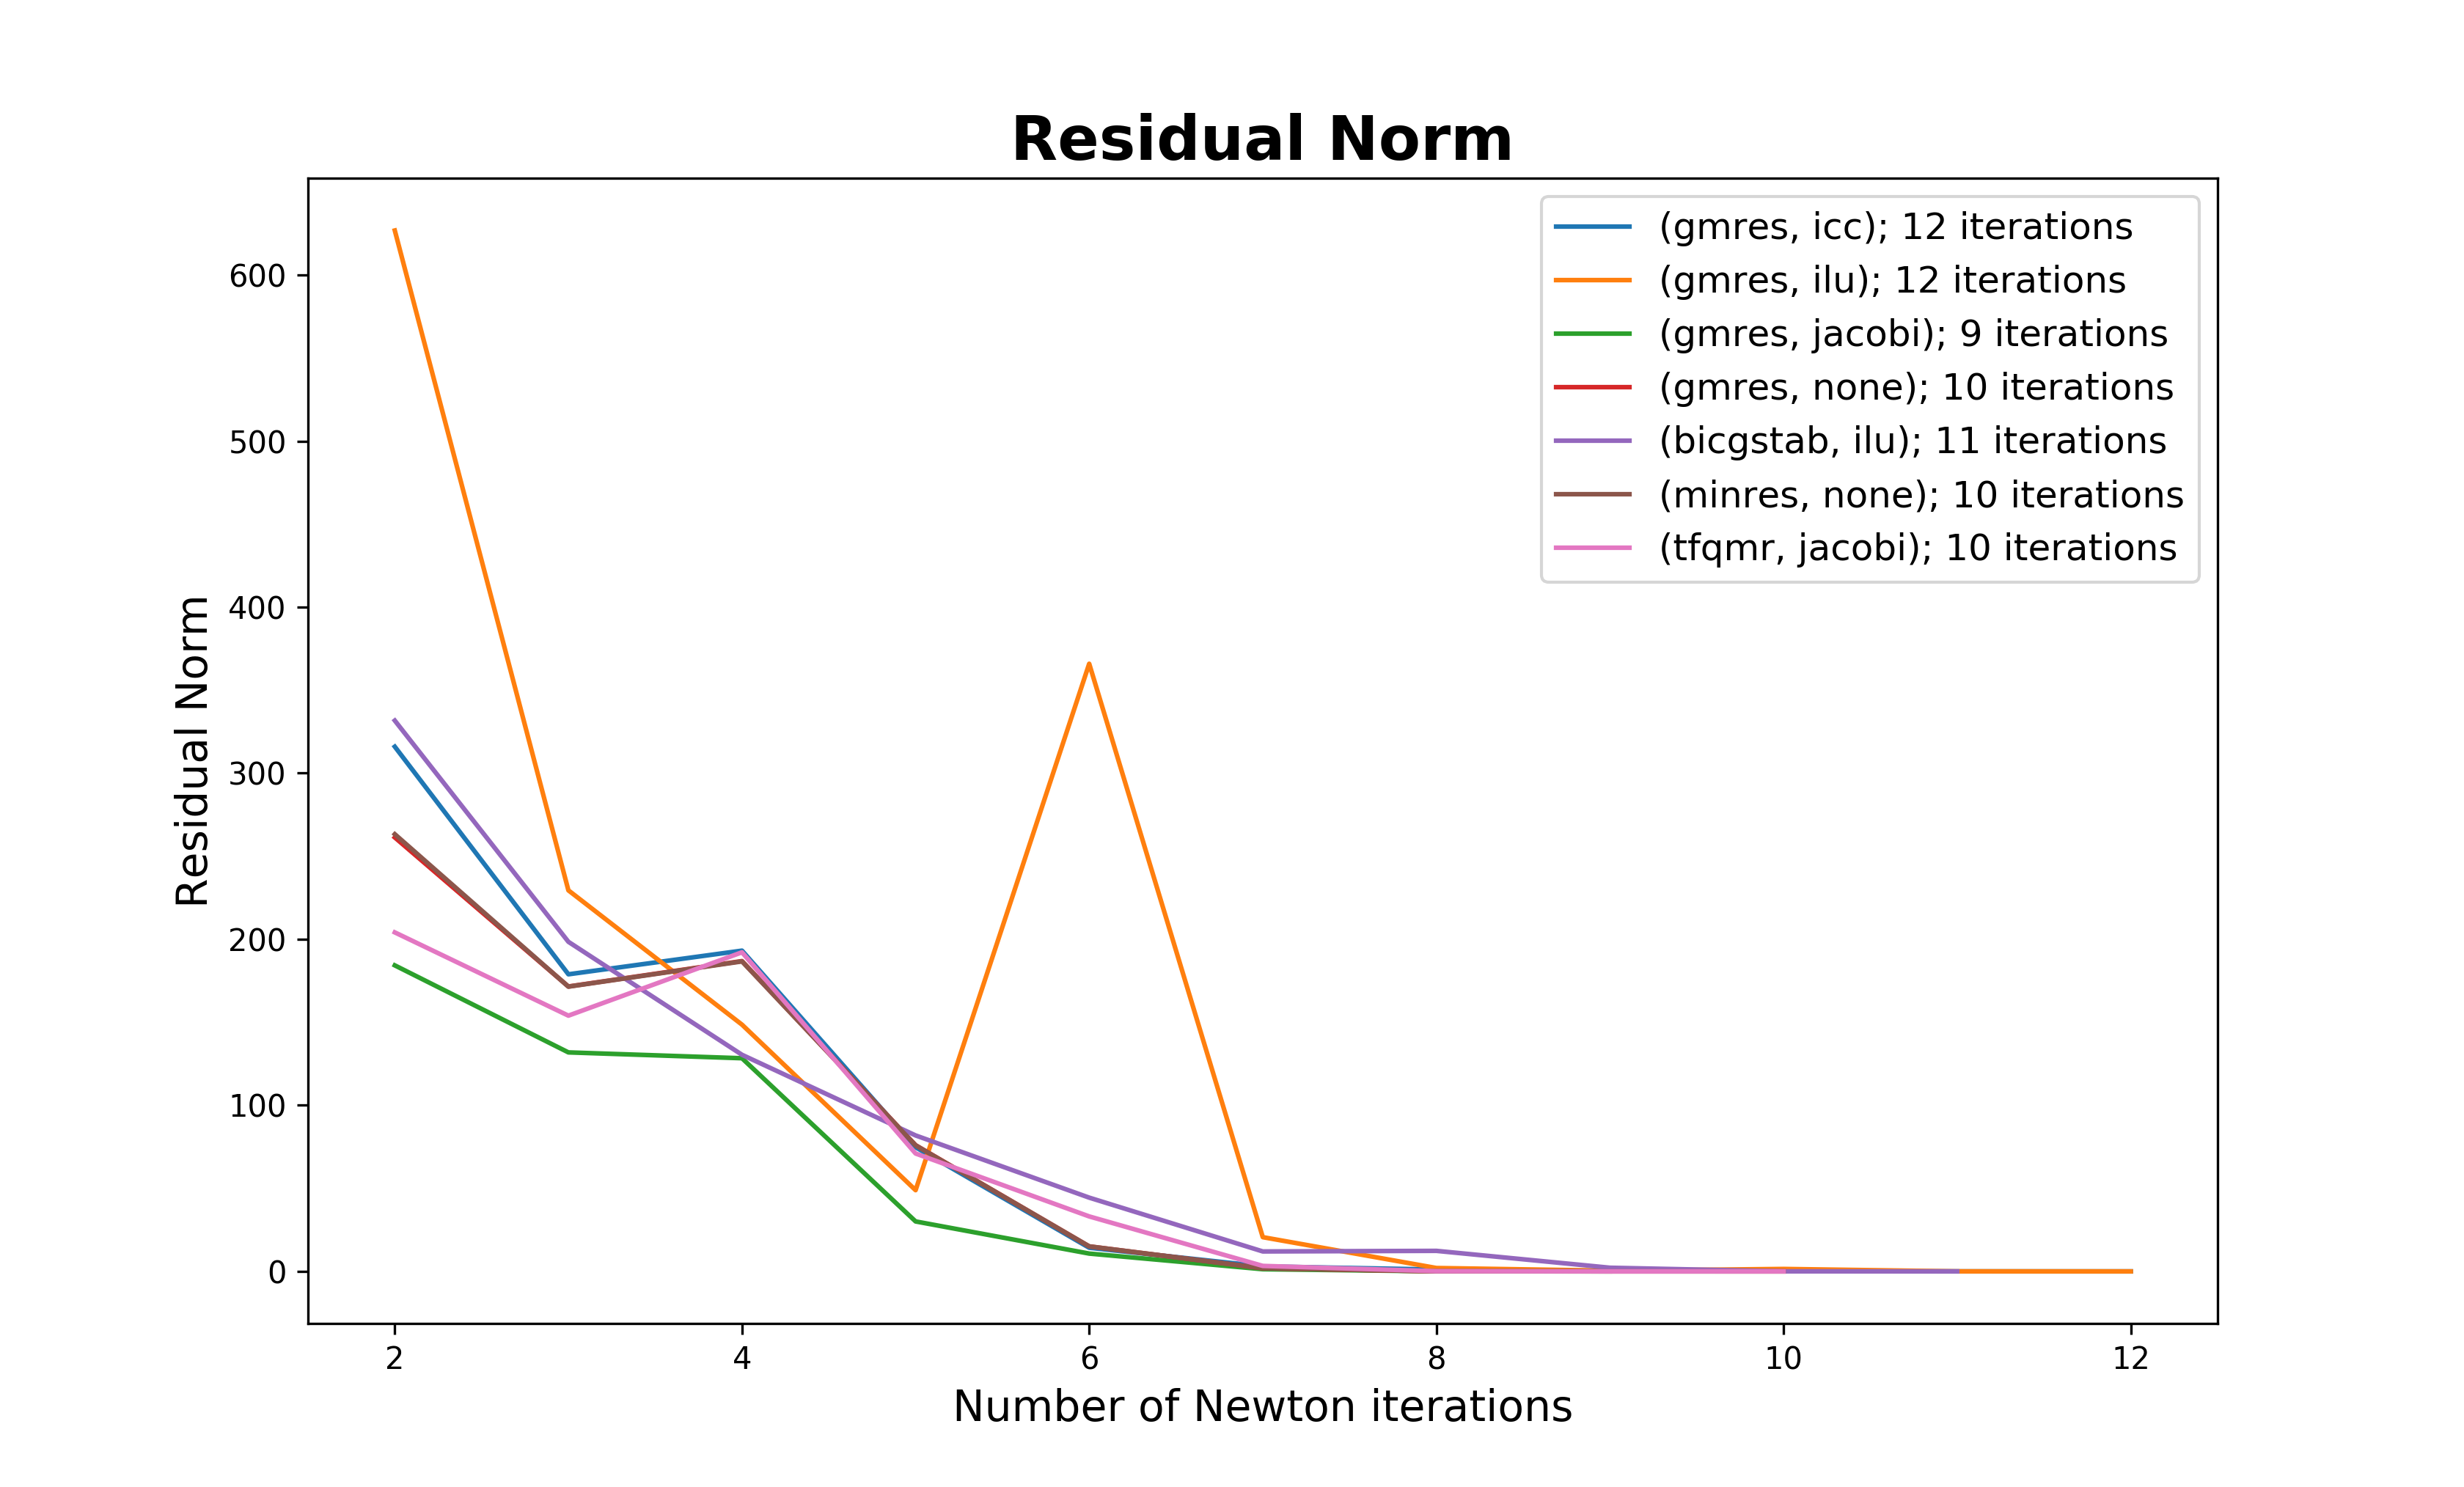 Residual Norm
(gmres, icc); 12 iterations
(gmres, ilu); 12 iterations
(gmres, jacobi); 9 iterations
(gmres, none); 10 iterations
(bicgstab, ilu); 11 iterations
(minres, none); 10 iterations
(tfqmr, jacobi); 10 iterations
Residual Norm
600
500
400
300
200
100
0
2 4 6 8 10 12
Number of Newton iterations